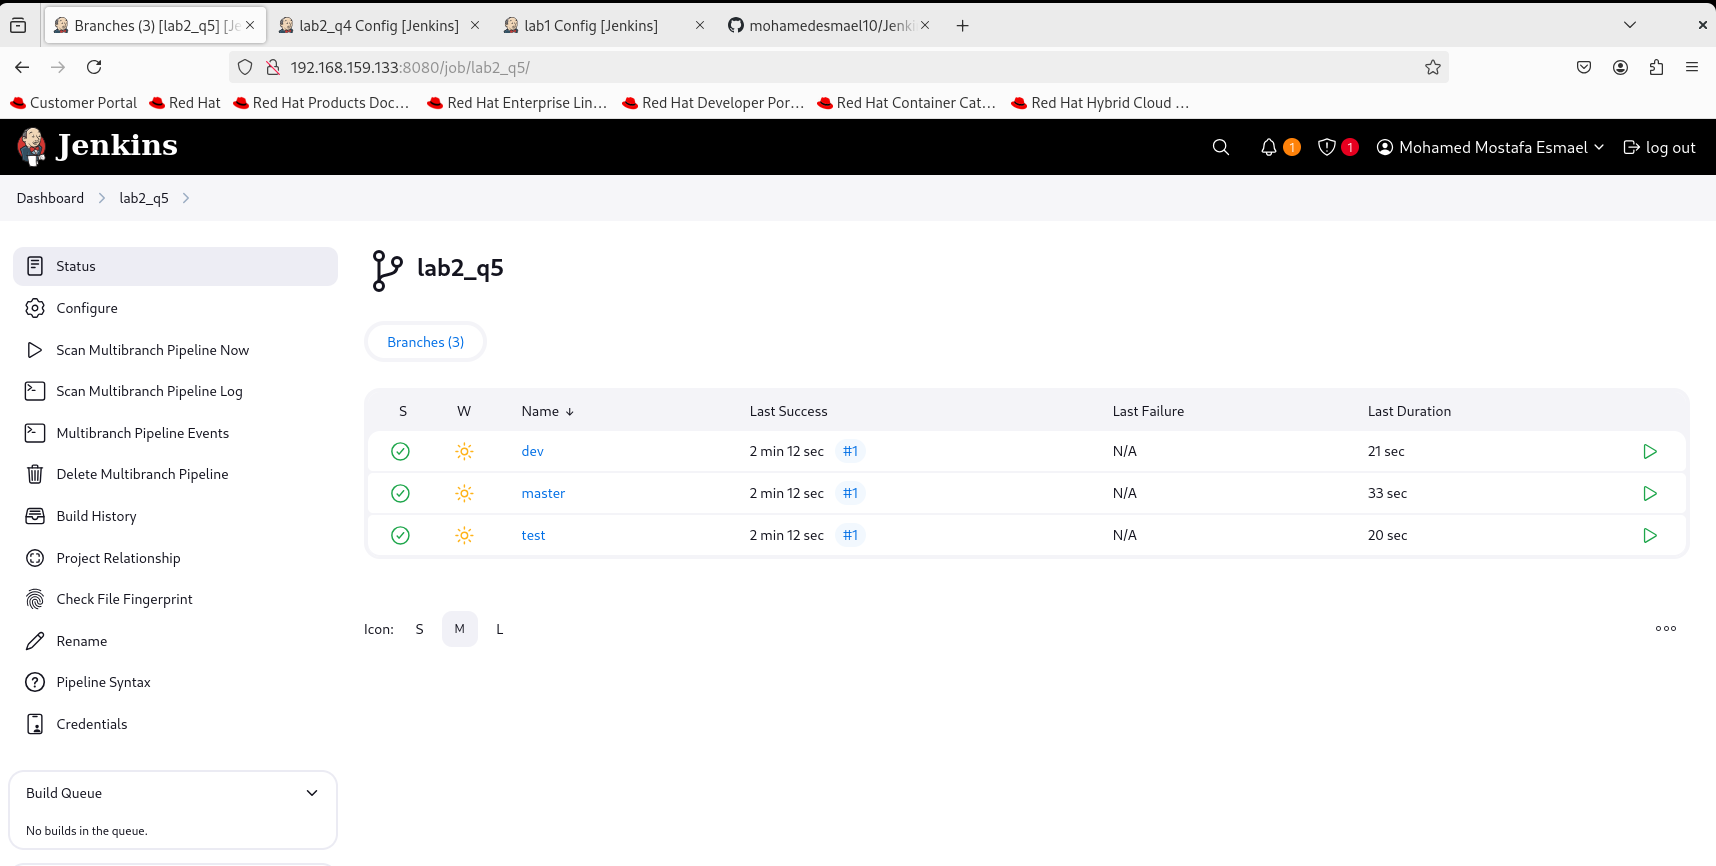 Branches (3) [lab2_q5] [Je
lab2_q4 Config [Jenkins]
lab1 Config [Jenkins]
mohamedesmael10/Jenki
192.168.159.133:8080/job/lab2_q5/
Customer Portal
Red Hat
Red Hat Products Doc...
Red Hat Enterprise Lin...
Red Hat Developer Por...
Red Hat Container Cat...
Red Hat Hybrid Cloud ...
Jenkins
1
1
Mohamed Mostafa Esmael
log out
Dashboard
lab2_q5
Status
Configure
Scan Multibranch Pipeline Now
Scan Multibranch Pipeline Log
Multibranch Pipeline Events
Delete Multibranch Pipeline
Build History
Project Relationship
Check File Fingerprint
Rename
Pipeline Syntax
Credentials
Build Queue
No builds in the queue.
lab2_q5
Branches (3)
S W Name ↓ Last Success Last Failure Last Duration
dev 2 min 12 sec #1 N/A 21 sec
master 2 min 12 sec #1 N/A 33 sec
test 2 min 12 sec #1 N/A 20 sec
Icon: S M L